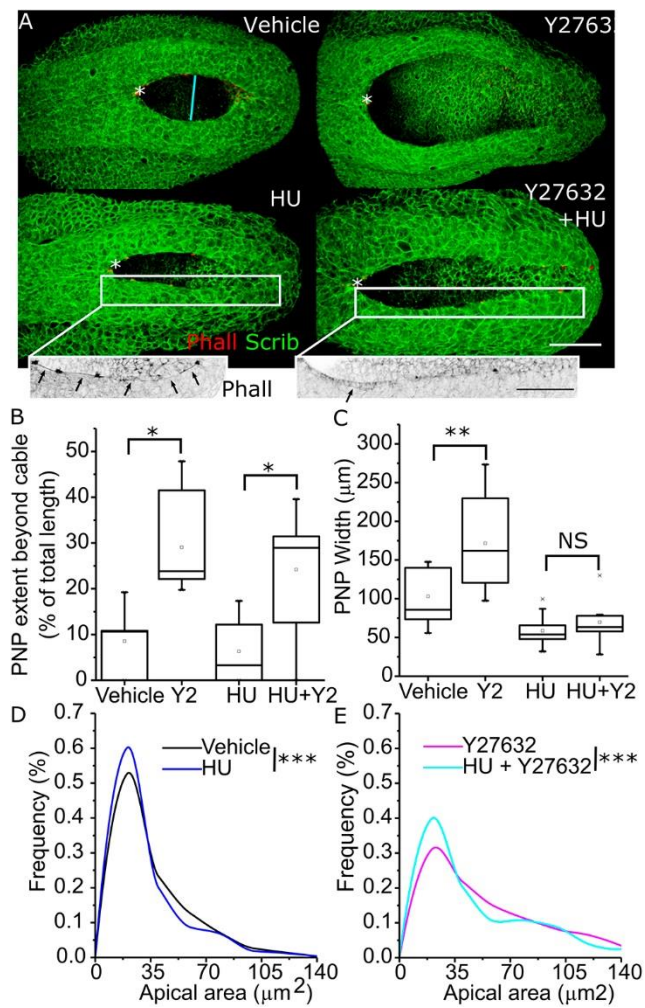 A
Vehicle
Y2763
HU
Y27632
+HU
Phall Scrib
Phall
B
PNP extent beyond cable
(% of total length)
50
40
30
20
10
0
*
*
Vehicle Y2 HU HU+Y2
C
PNP Width (μm)
300
250
200
150
100
50
0
**
NS
Vehicle Y2 HU HU+Y2
D
Frequency (%)
0.7
0.6
0.5
0.4
0.3
0.2
0.1
0.0
Vehicle
HU
***
0 35 70 105 140
Apical area (μm2)
E
Frequency (%)
0.7
0.6
0.5
0.4
0.3
0.2
0.1
0.0
Y27632
HU + Y27632
***
0 35 70 105 140
Apical area (μm2)